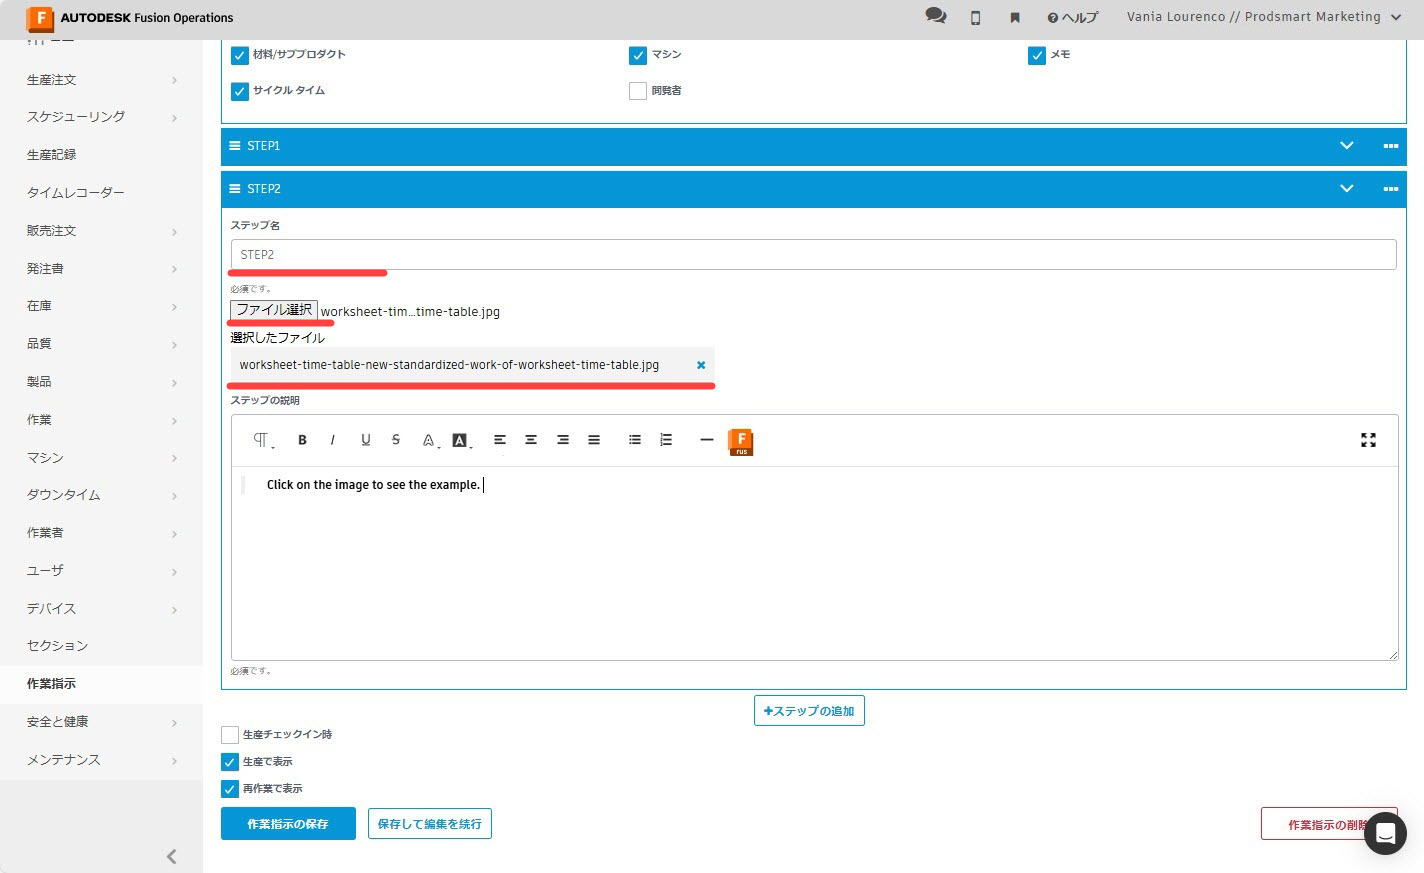 AUTODESK Fusion Operations
ヘルプ
Vania Lourenco // Prodsmart Marketing
生産注文
スケジューリング
生産記録
タイムレコーダー
販売注文
発注書
在庫
品質
製品
作業
マシン
ダウンタイム
作業者
ユーザ
デバイス
セクション
作業指示
安全と健康
メンテナンス
材料/サブプロダクト
マシン
メモ
サイクル タイム
開発者
STEP1
STEP2
ステップ名
STEP2
必須です。
ファイル選択 worksheet-tim...time-table.jpg
選択したファイル
worksheet-time-table-new-standardized-work-of-worksheet-time-table.jpg
ステップの説明
B I U S A A
F
rus
Click on the image to see the example.
必須です。
+ステップの追加
生産チェックイン時
生産で表示
再作業で表示
作業指示の保存
保存して編集を続行
作業指示の削除